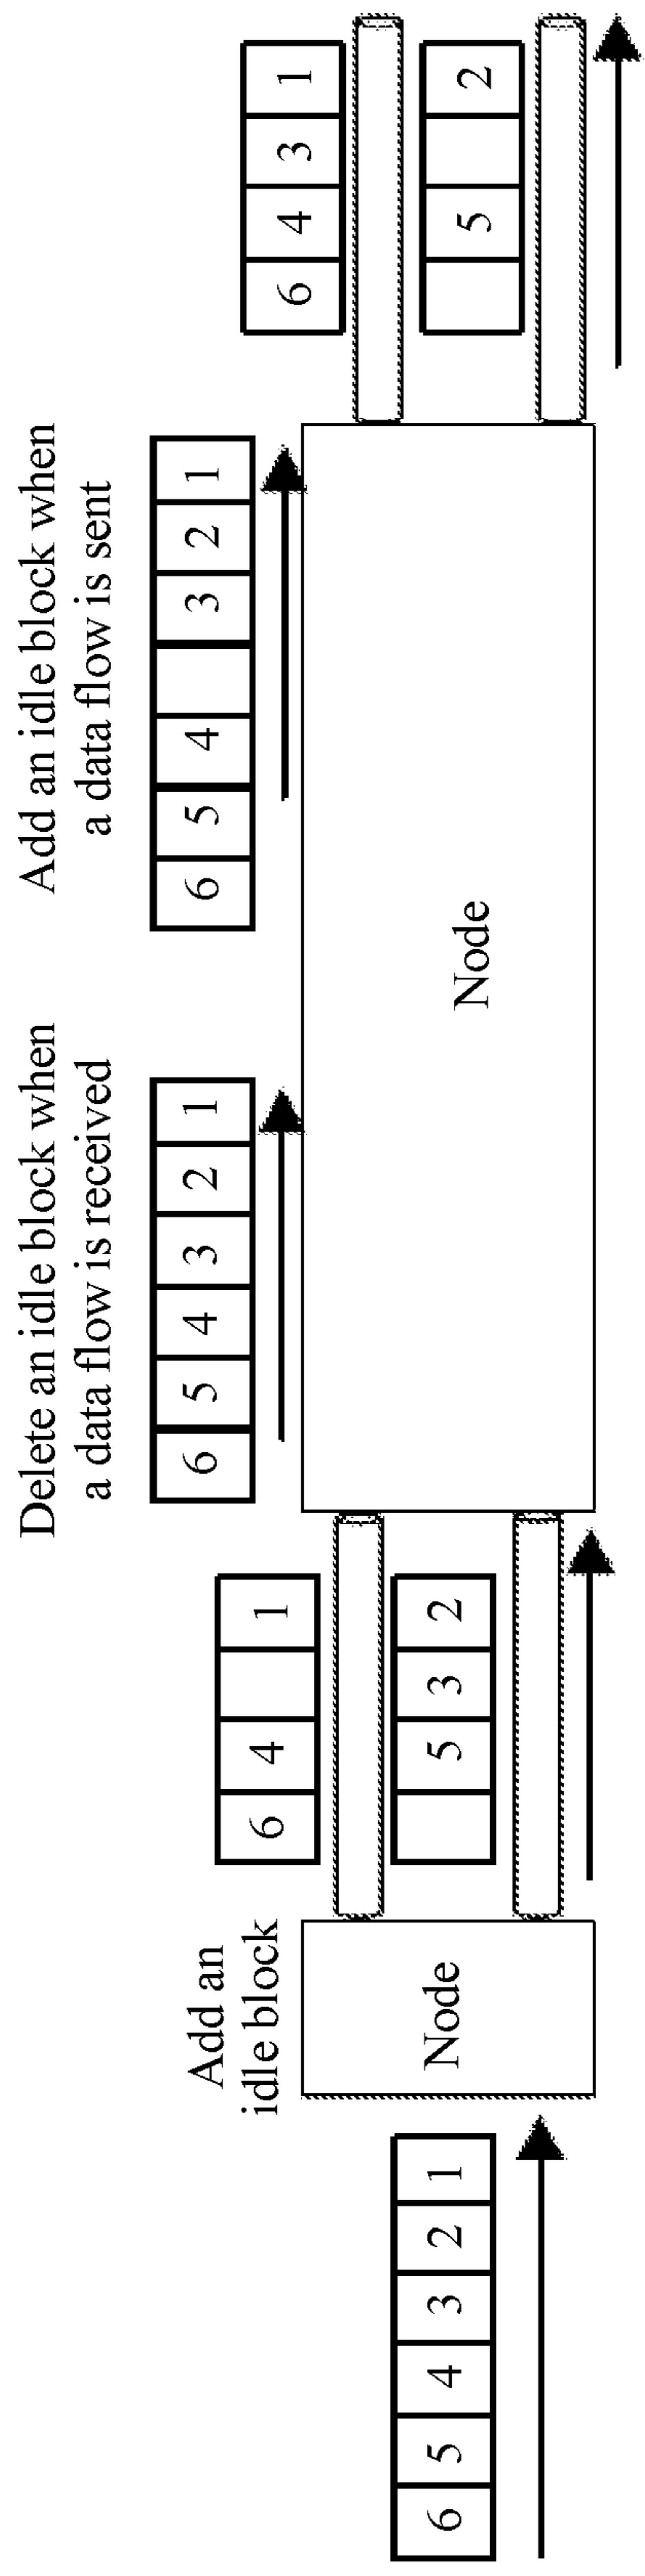 6 5 4 3 2 1
Add an
idle block
Node
6 4 1
5 3 2
Delete an idle block when
a data flow is received
6 5 4 3 2 1
Node
Add an idle block when
a data flow is sent
6 5 4 3 2 1
6 4 3 1
5 2